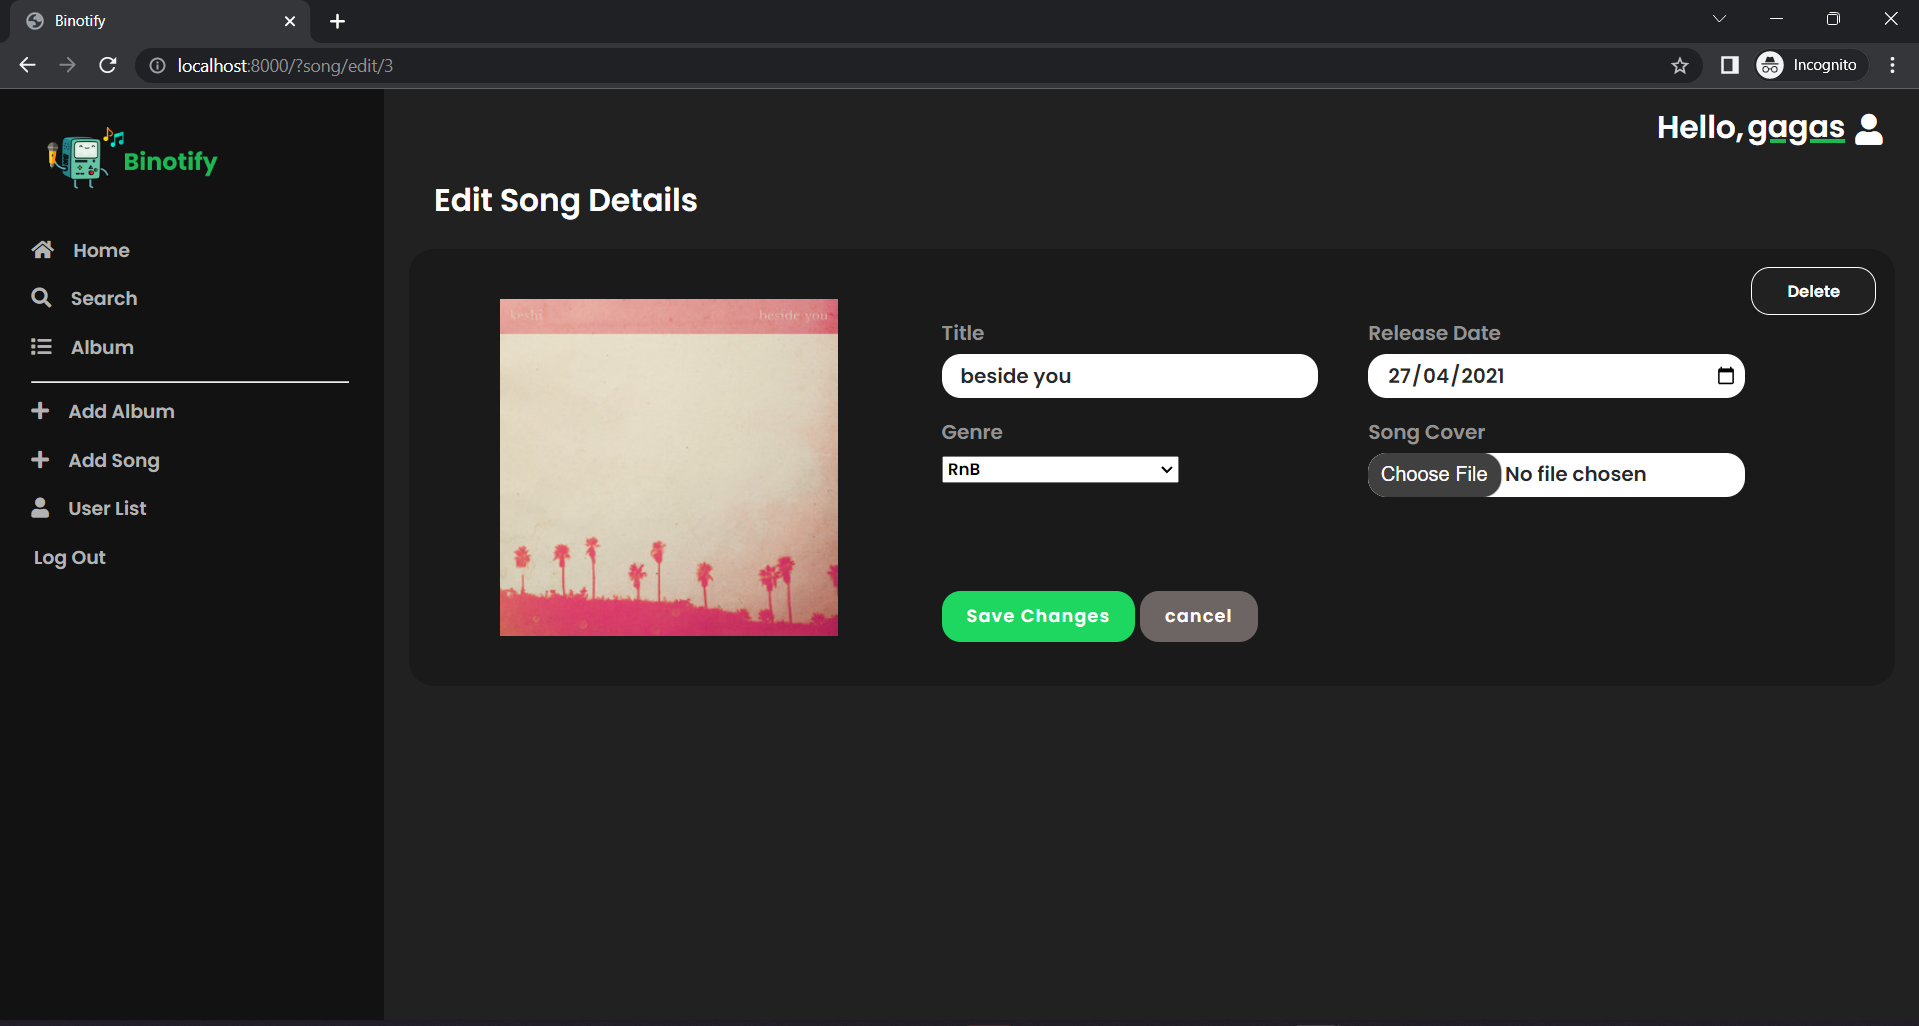 Binotify
localhost:8000/?song/edit/3
Incognito
Binotify
Hello, gagas
Edit Song Details
Home
Search
Album
Add Album
Add Song
User List
Log Out
Delete
keshi
beside you
Title
Release Date
beside you
27/04/2021
Genre
Song Cover
RnB
Choose File No file chosen
Save Changes
cancel